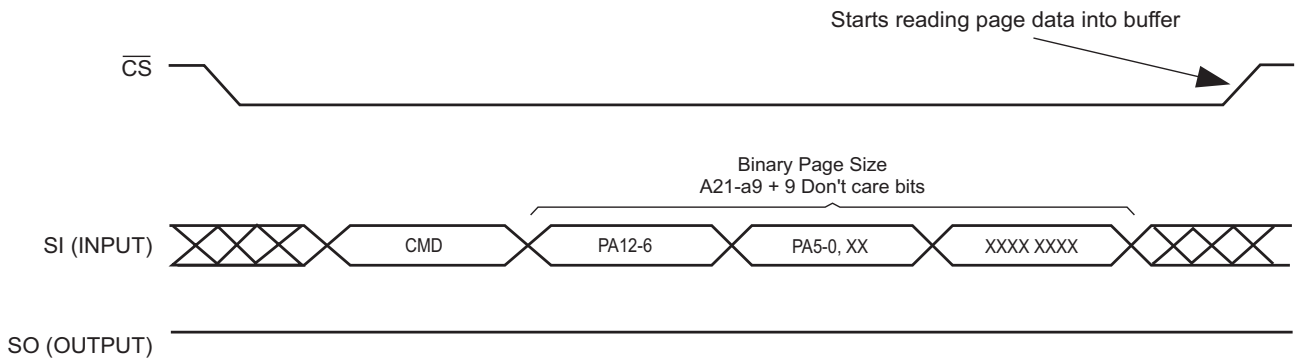 Starts reading page data into buffer
CS
Binary Page Size
A21-a9 + 9 Don't care bits
SI (INPUT)
CMD
PA12-6
PA5-0, XX
XXXX XXXX
SO (OUTPUT)